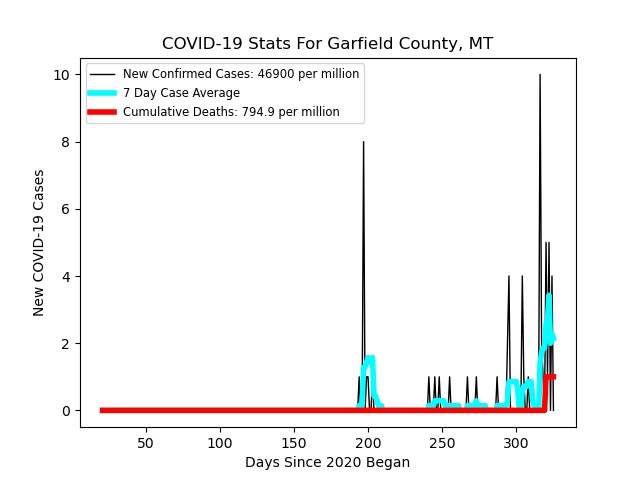 COVID-19 Stats For Garfield County, MT
New Confirmed Cases: 46900 per million
7 Day Case Average
Cumulative Deaths: 794.9 per million
New COVID-19 Cases
10
8
6
4
2
0
50 100 150 200 250 300
Days Since 2020 Began